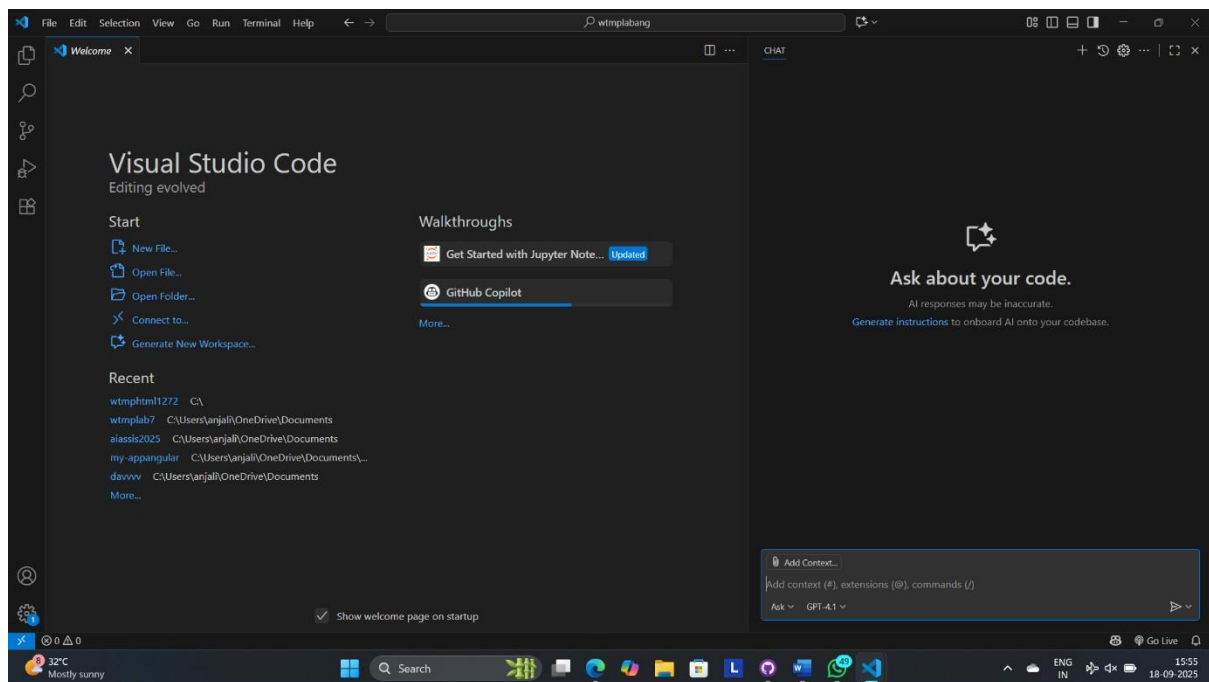 File Edit Selection View Go Run Terminal Help
wtmplabang
Welcome
CHAT
Visual Studio Code
Editing evolved
Start
New File...
Open File...
Open Folder...
Connect to...
Generate New Workspace...
Recent
wtmphtml1272 C:\
wtmplab7 C:\Users\anjali\OneDrive\Documents
aiassis2025 C:\Users\anjali\OneDrive\Documents
my-appangular C:\Users\anjali\OneDrive\Documents\...
davvvv C:\Users\anjali\OneDrive\Documents
More...
Walkthroughs
Get Started with Jupyter Note... Updated
GitHub Copilot
More...
Show welcome page on startup
Ask about your code.
AI responses may be inaccurate.
Generate instructions to onboard AI onto your codebase.
Add Context...
Add context (#), extensions (@), commands (/)
Ask GPT-4.1
1
0 0
Go Live
8
32°C
Mostly sunny
Search
L
W
49
ENG
IN
15:55
18-09-2025